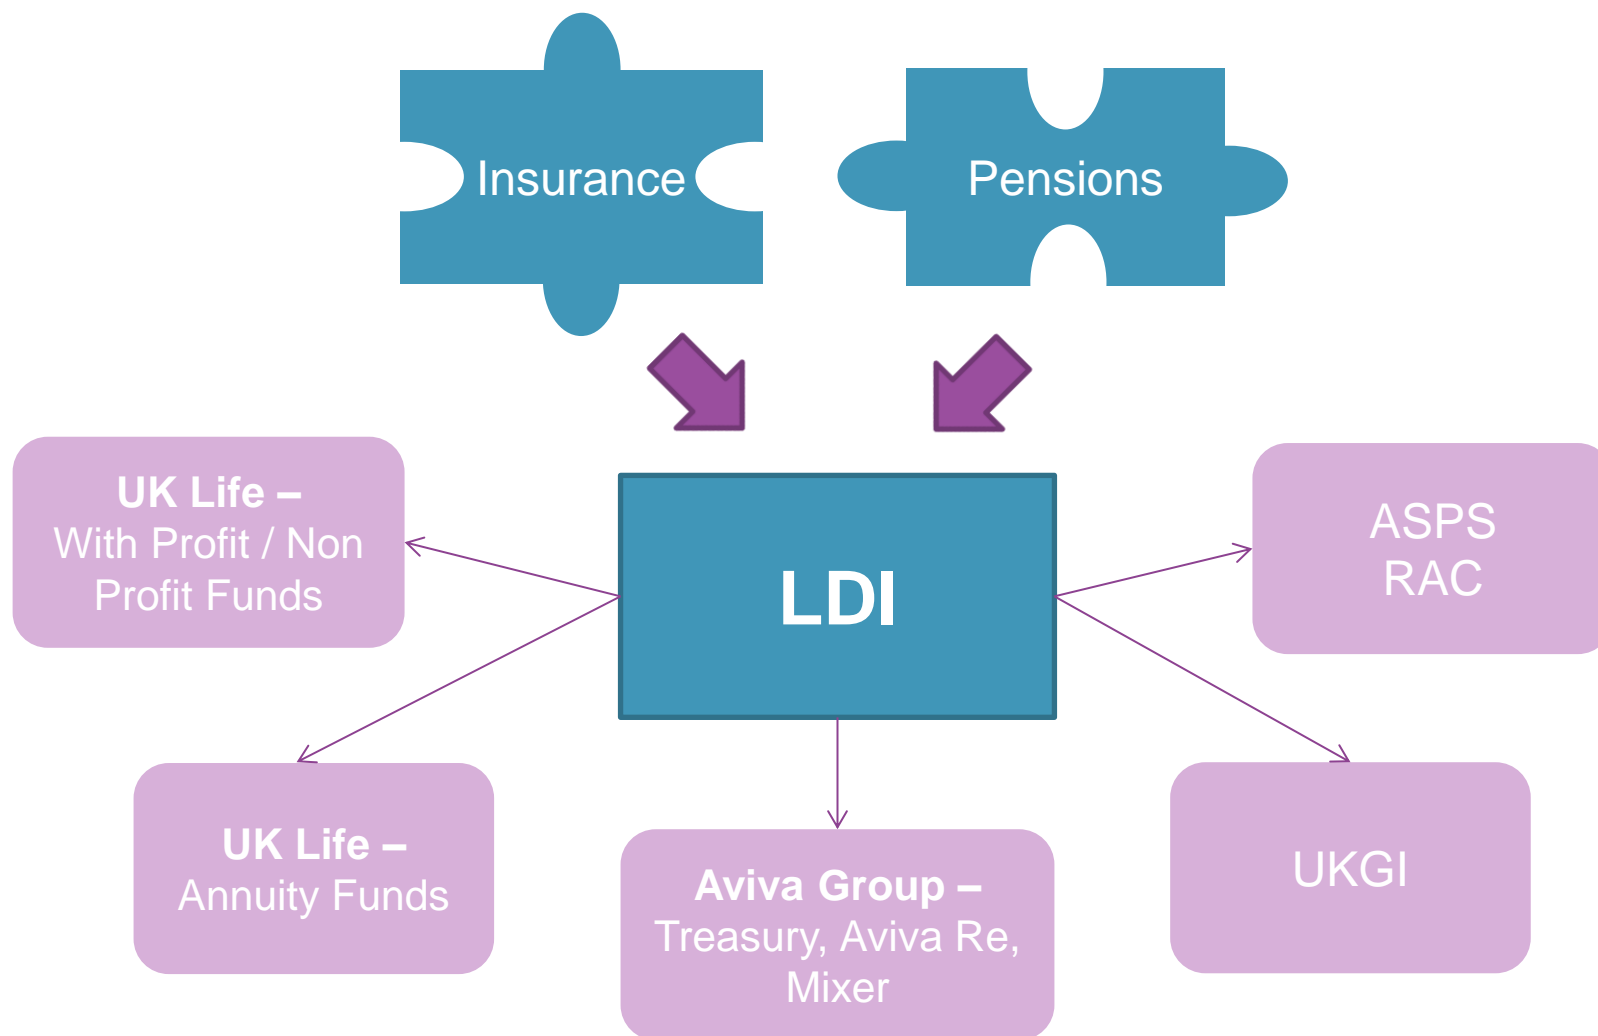 Insurance
Pensions
UK Life –
With Profit / Non
Profit Funds
LDI
ASPS
RAC
UK Life –
Annuity Funds
Aviva Group –
Treasury, Aviva Re,
Mixer
UKGI